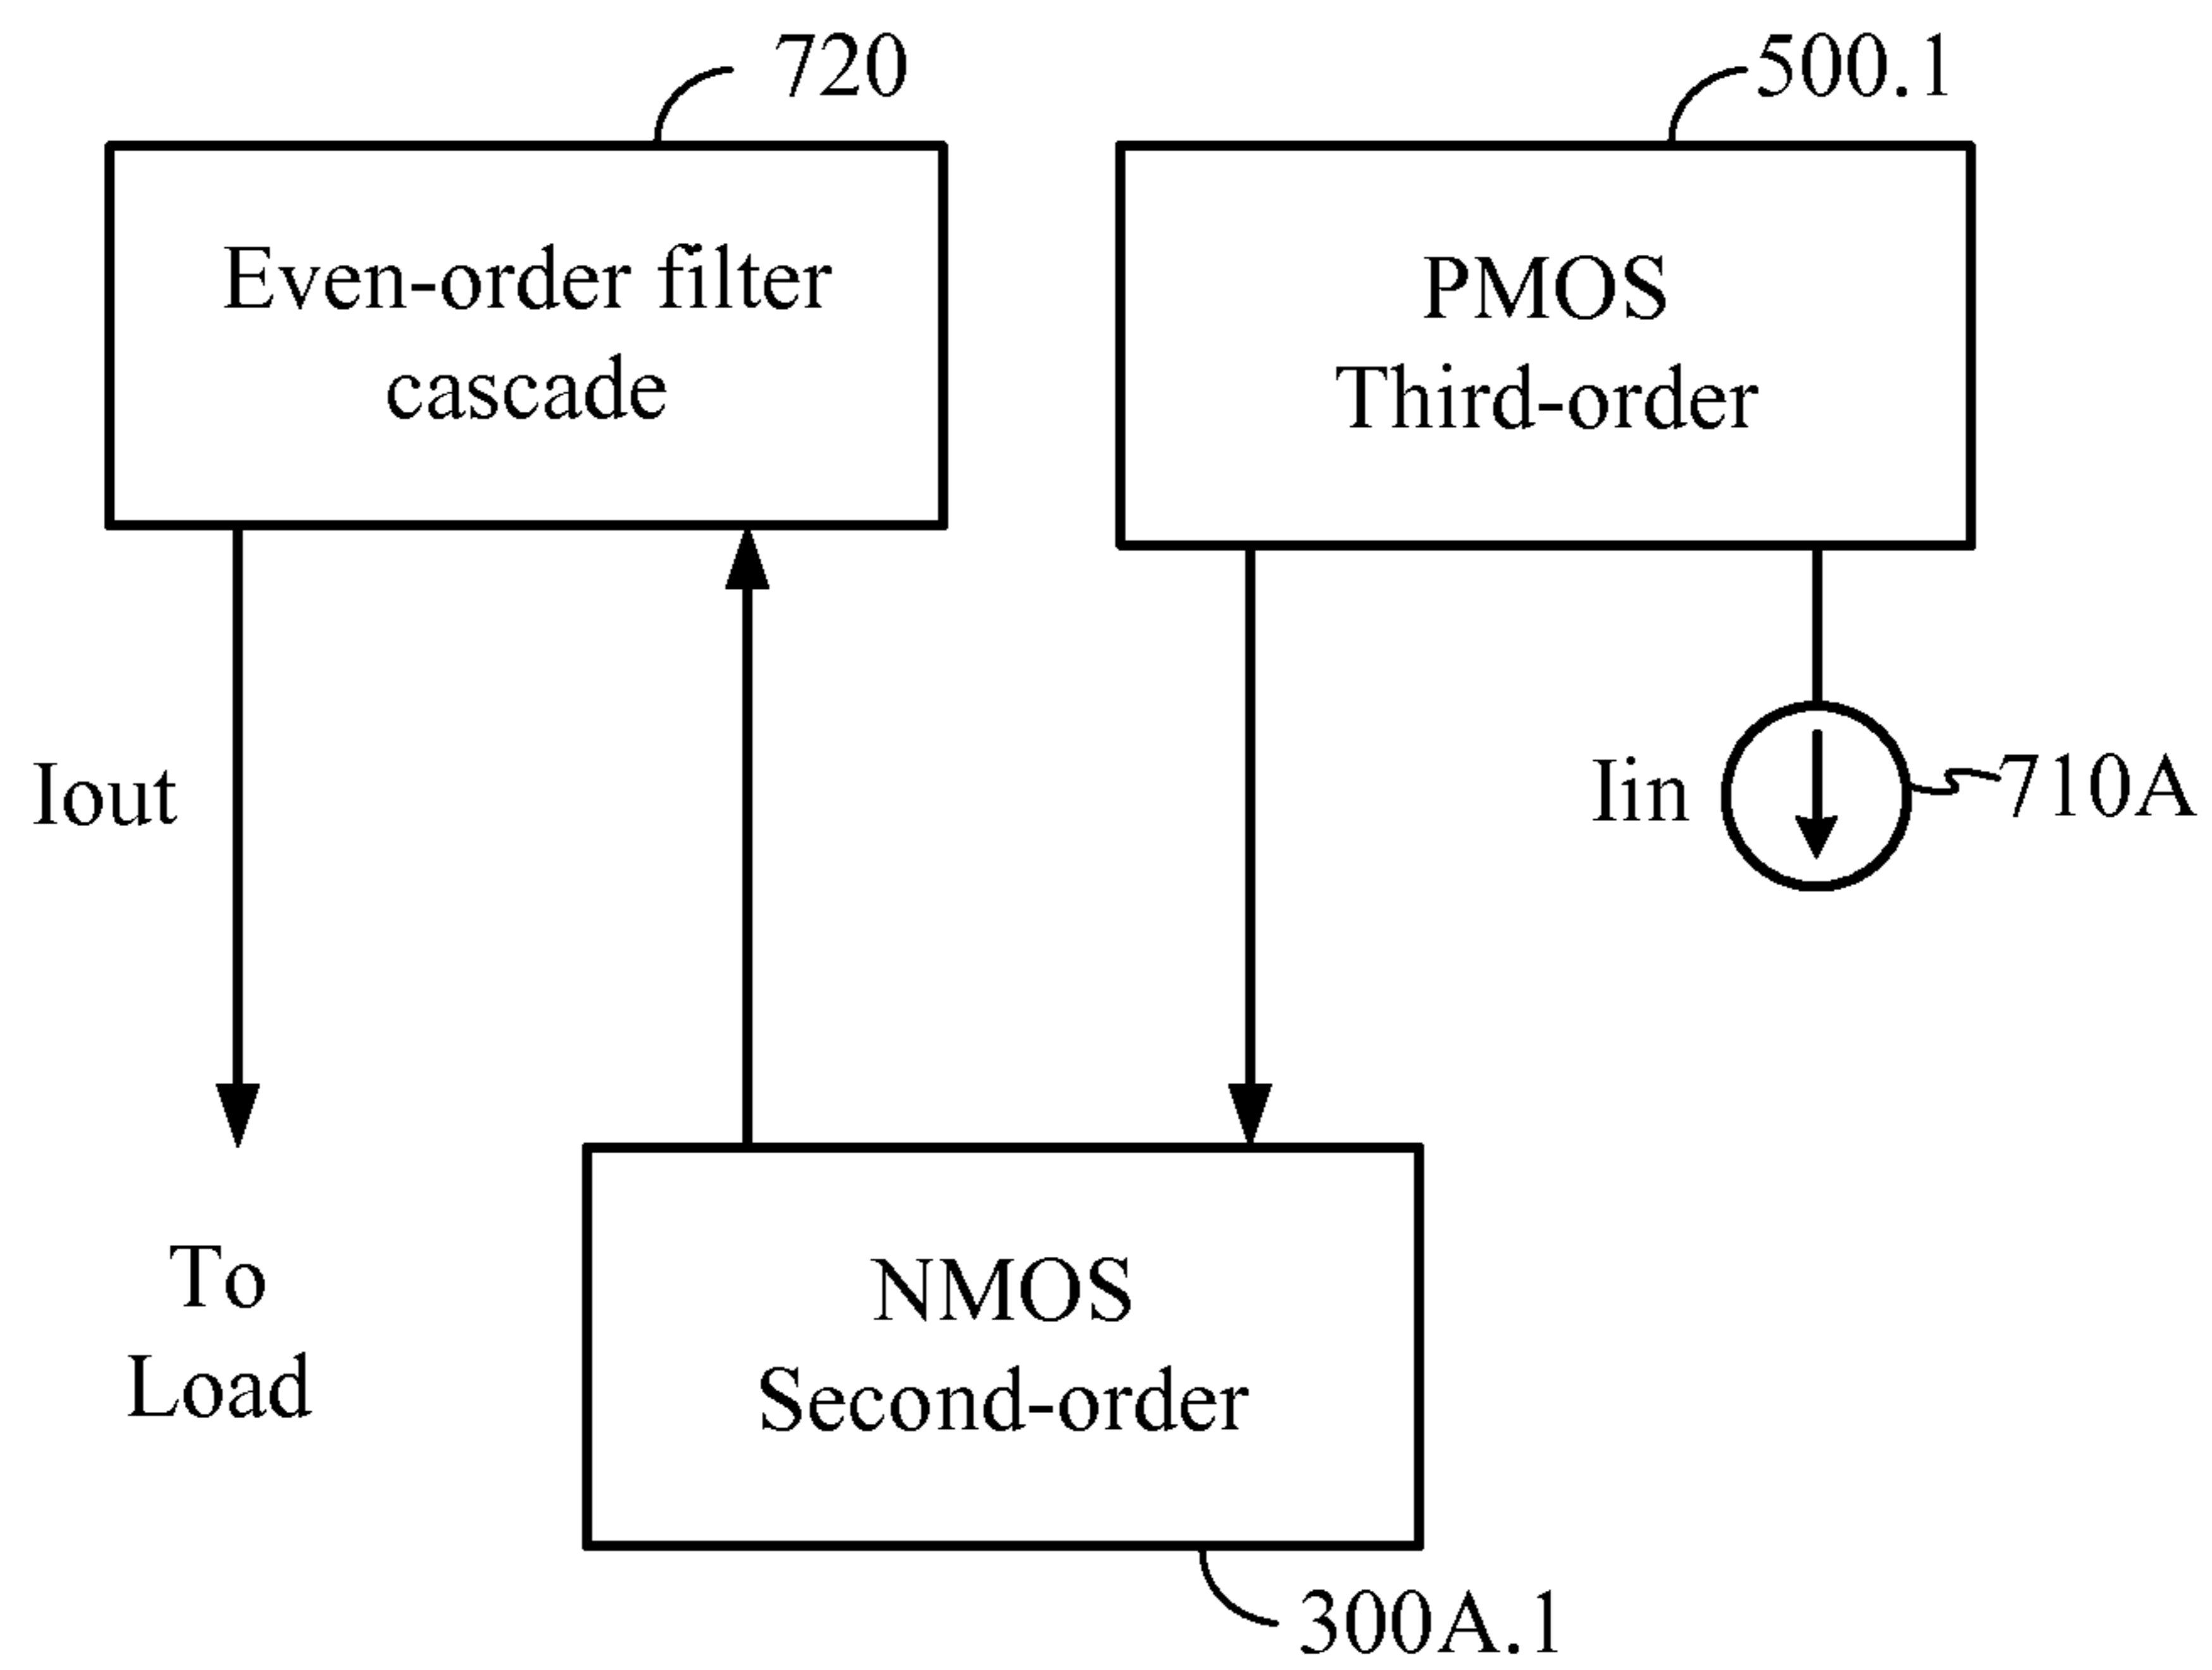 720
500.1
Even-order filter
cascade
PMOS
Third-order
Iout
Iin
710A
To
Load
NMOS
Second-order
300A.1